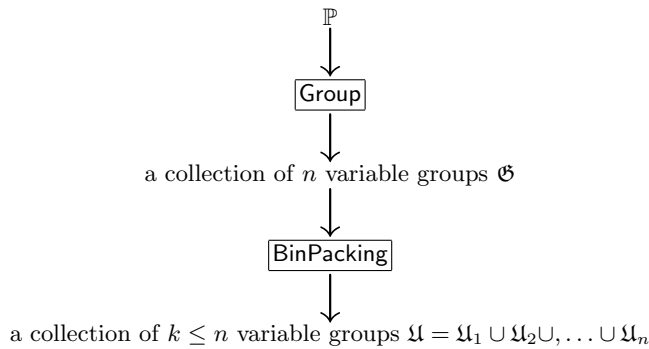 ℙ
Group
a collection of n variable groups 𝔊
BinPacking
a collection of k ≤ n variable groups 𝔘 = 𝔘₁ ∪ 𝔘₂∪, … ∪ 𝔘ₙ